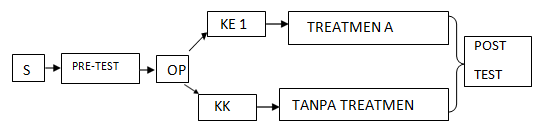 S
PRE-TEST
OP
KE 1
TREATMEN A
KK
TANPA TREATMEN
POST
TEST